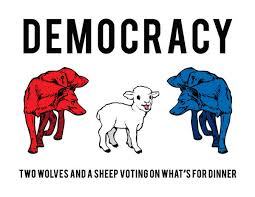 DEMOCRACY
TWO WOLVES AND A SHEEP VOTING ON WHAT'S FOR DINNER